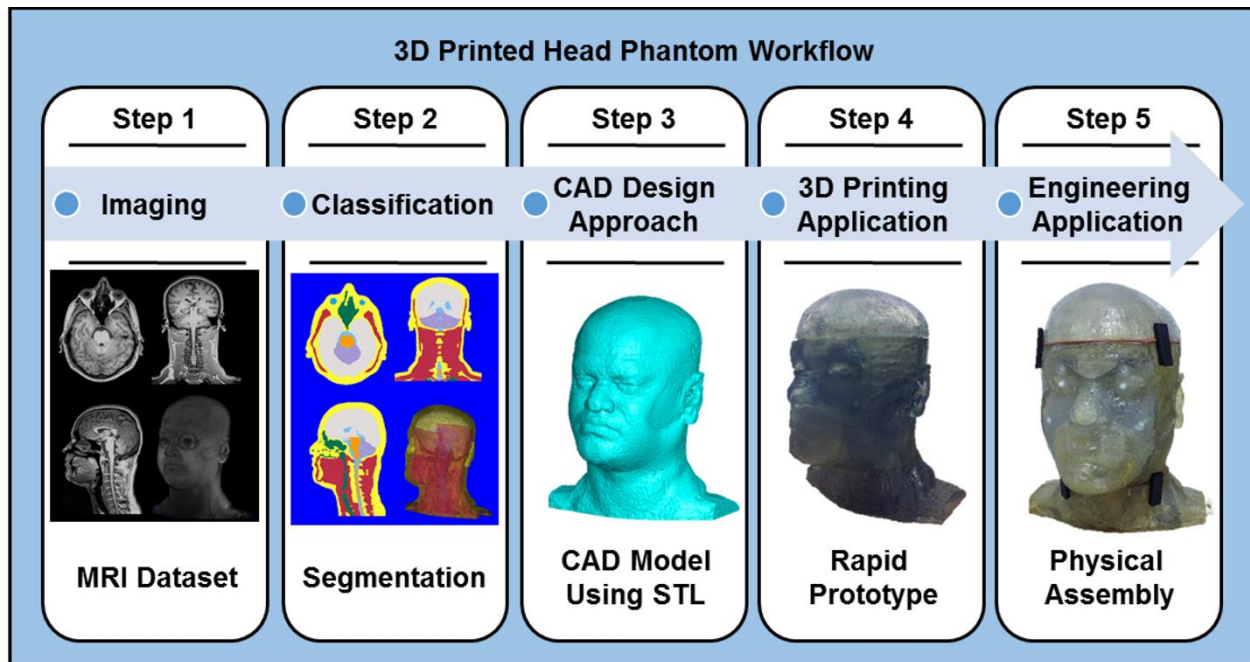 3D Printed Head Phantom Workflow
Step 1
Imaging
MRI Dataset
Step 2
Classification
Segmentation
Step 3
CAD Design
Approach
CAD Model
Using STL
Step 4
3D Printing
Application
Rapid
Prototype
Step 5
Engineering
Application
Physical
Assembly